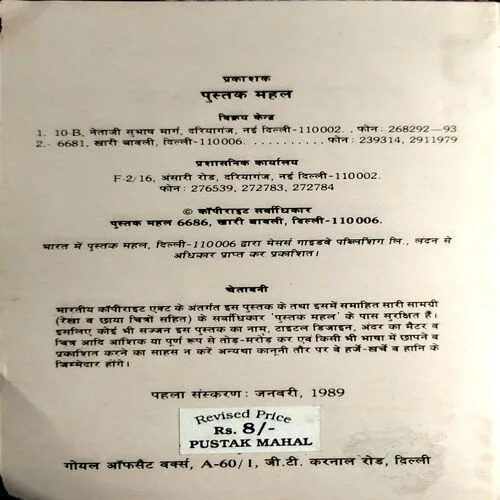 प्रकाशक
पुस्तक महल
विक्रय केन्द्र
1. 10-B, नेताजी सुभाष मार्ग, दरियागंज, नई दिल्ली-110002. . फोन: 268292—93
2.- 6681, खारी बावली, दिल्ली-110006. . . . . . . . . . . फोन: 239314, 2911979
प्रशासनिक कार्यालय
F-2/16, अंसारी रोड, दरियागंज, नई दिल्ली-110002.
फोन: 276539, 272783, 272784
© कॉपीराइट सर्वाधिकार
पुस्तक महल 6686, खारी बावली, दिल्ली-110006.
भारत में पुस्तक महल, दिल्ली-110006 द्वारा मेसर्स गाइडवे पब्लिशिंग लि., लंदन से
अधिकार प्राप्त कर प्रकाशित।
चेतावनी
भारतीय कॉपीराइट एक्ट के अंतर्गत इस पुस्तक के तथा इसमें समाहित सारी सामग्री
(रेखा व छाया चित्रों सहित) के सर्वाधिकार 'पुस्तक महल' के पास सुरक्षित हैं।
इसलिए कोई भी सज्जन इस पुस्तक का नाम, टाइटल डिजाइन, अंदर का मैटर व
चित्र आदि आंशिक या पूर्ण रूप से तोड़-मरोड़ कर एवं किसी भी भाषा में छापने व
प्रकाशित करने का साहस न करें अन्यथा कानूनी तौर पर वे हर्जे-खर्चे व हानि के
जिम्मेदार होंगे।
पहला संस्करण: जनवरी, 1989
Revised Price
Rs. 8/-
PUSTAK MAHAL
गोयल ऑफसैट वर्क्स, A-60/1, जी.टी. करनाल रोड, दिल्ली